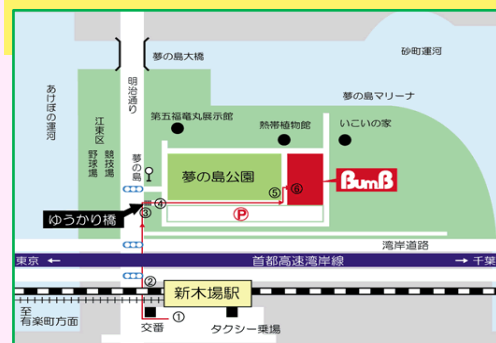 砂町運河
夢の島大橋
あけぼの運河
明治通り
夢の島マリーナ
第五福竜丸展示館
熱帯植物館
いこいの家
江東区
野球場
競技場
夢の島
夢の島公園
⑤
⑥
BumB
④
③
Ⓟ
ゆうかり橋
湾岸道路
東京 ←
首都高速湾岸線
→ 千葉
②
新木場駅
至
有楽町方面
①
交番
タクシー乗場